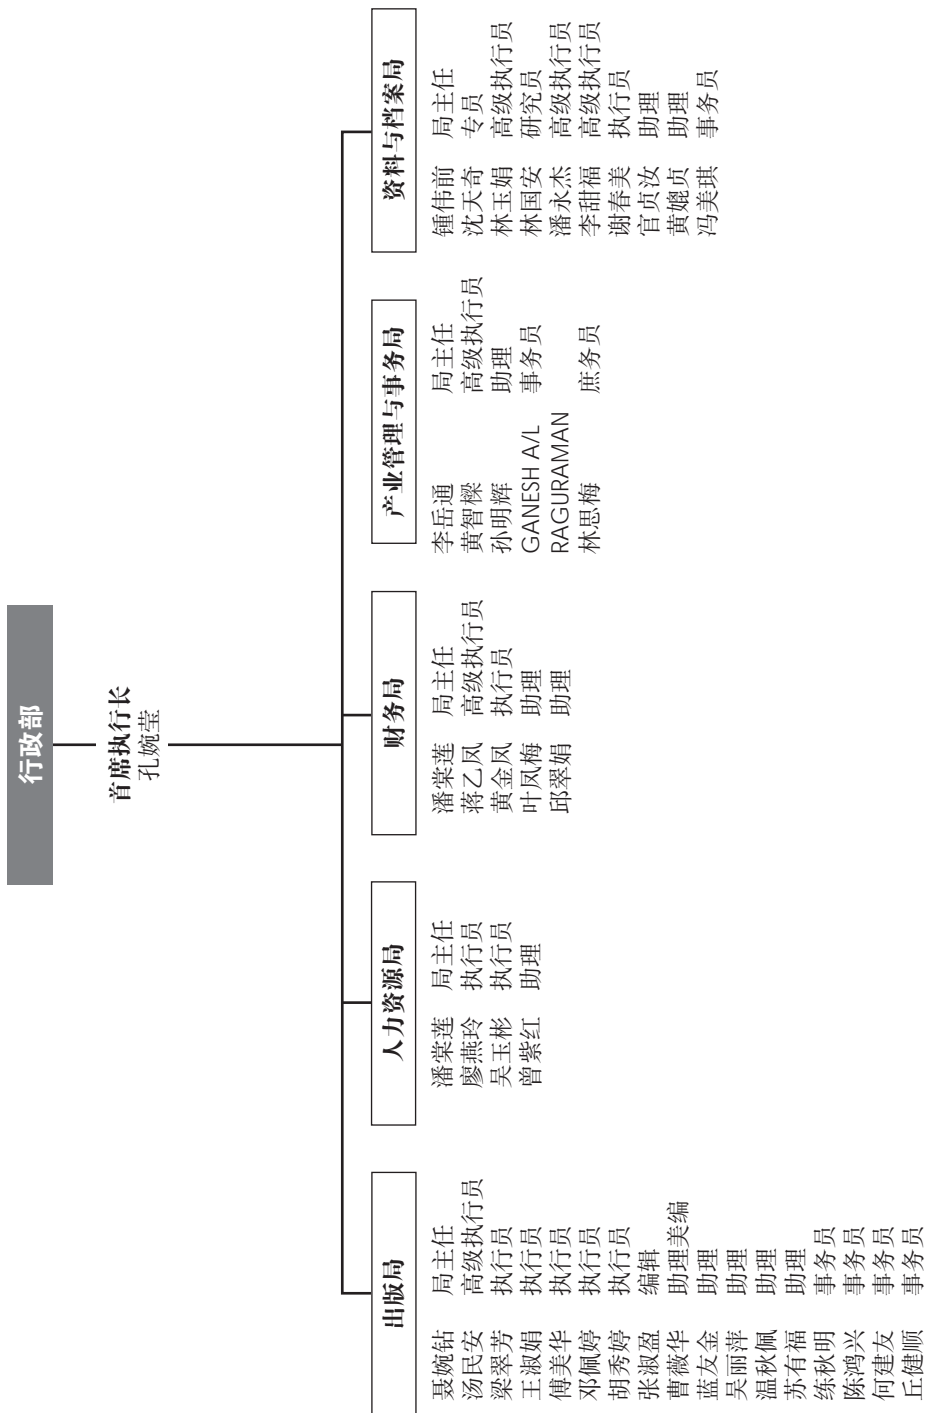 行政部
首席执行长
孔婉莹
出版局
聂婉钻 局主任
汤民安 高级执行员
梁翠芳 执行员
王淑娟 执行员
傅美华 执行员
邓佩婷 执行员
胡秀婷 执行员
张淑盈 编辑
曹薇华 助理美编
蓝友金 助理
吴丽萍 助理
温秋佩 助理
苏有福 助理
练秋明 事务员
陈鸿兴 事务员
何建友 事务员
丘健顺 事务员
人力资源局
潘棠莲 局主任
廖燕玲 执行员
吴玉彬 执行员
曾紫红 助理
财务局
潘棠莲 局主任
蒋乙凤 高级执行员
黄金凤 执行员
叶凤梅 助理
邱翠娟 助理
产业管理与事务局
李岳通 局主任
黄智樑 高级执行员
孙明辉 助理
GANESH A/L 事务员
RAGURAMAN
林思梅 庶务员
资料与档案局
锺伟前 局主任
沈天奇 专员
林玉娟 高级执行员
林国安 研究员
潘永杰 高级执行员
李甜福 高级执行员
谢春美 执行员
官贞汝 助理
黄媲贞 助理
冯美琪 事务员